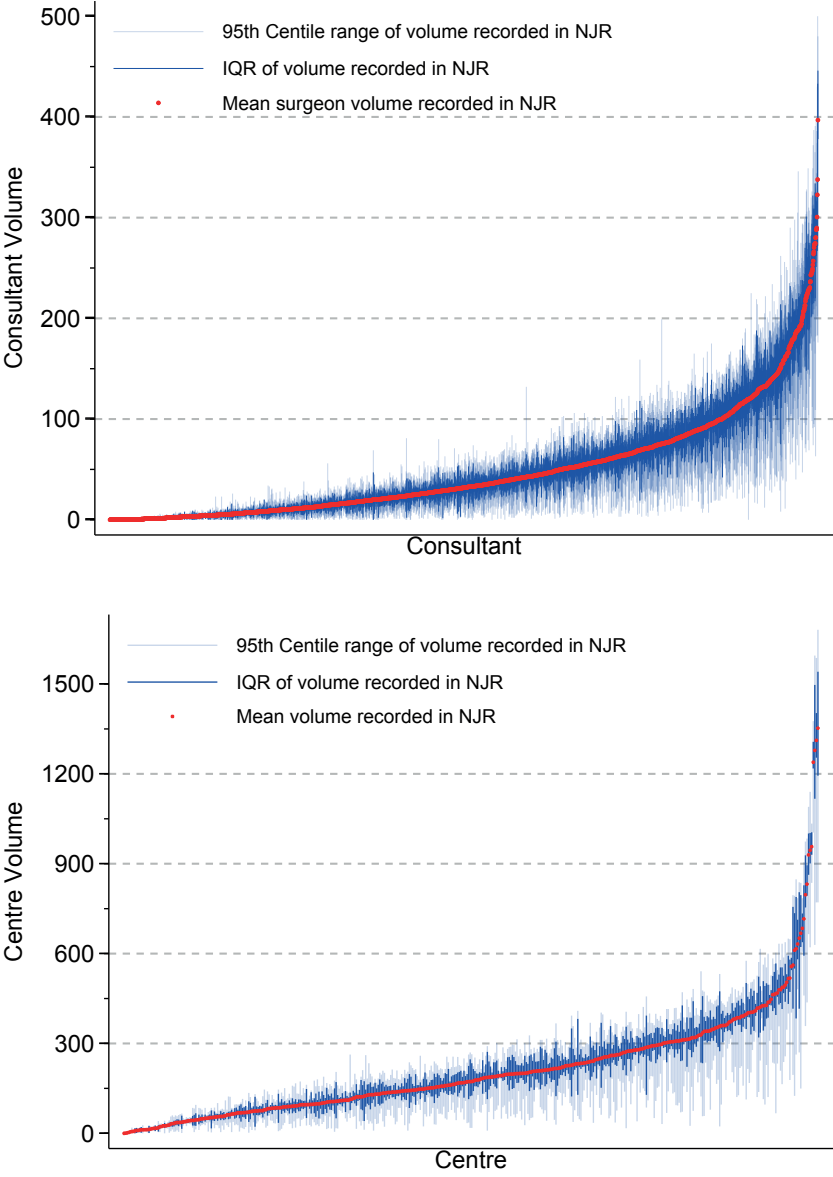 500
95th Centile range of volume recorded in NJR
IQR of volume recorded in NJR
Mean surgeon volume recorded in NJR
400
300
200
100
0
Consultant Volume
Consultant
95th Centile range of volume recorded in NJR
IQR of volume recorded in NJR
Mean volume recorded in NJR
1500
1200
900
600
300
0
Centre Volume
Centre